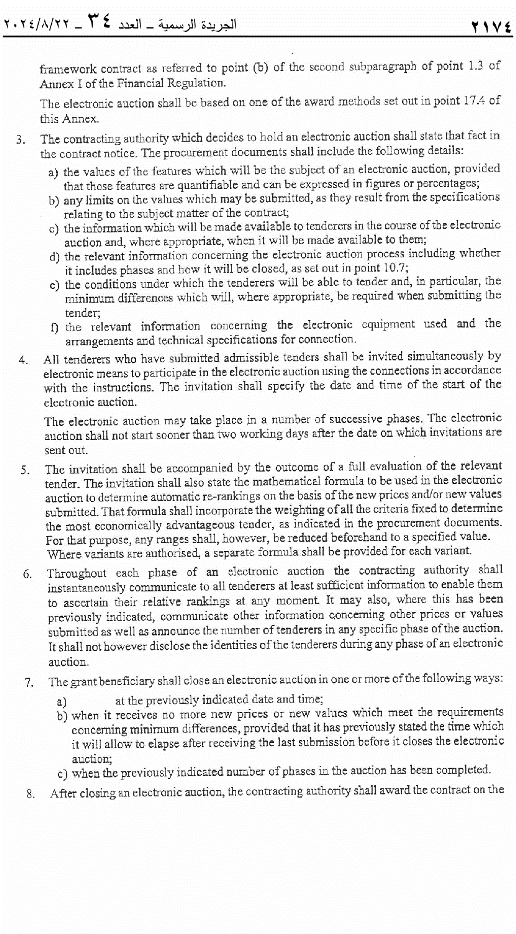 ٢١٧٤ الجريدة الرسمية ــ العدد ٣٤ ــ ٢٠٢٤/٨/٢٢
framework contract as referred to point (b) of the second subparagraph of point 1.3 of
Annex I of the Financial Regulation.
The electronic auction shall be based on one of the award methods set out in point 17.4 of
this Annex.
3. The contracting authority which decides to hold an electronic auction shall state that fact in
the contract notice. The procurement documents shall include the following details:
a) the values of the features which will be the subject of an electronic auction, provided
that those features are quantifiable and can be expressed in figures or percentages;
b) any limits on the values which may be submitted, as they result from the specifications
relating to the subject matter of the contract;
c) the information which will be made available to tenderers in the course of the electronic
auction and, where appropriate, when it will be made available to them;
d) the relevant information concerning the electronic auction process including whether
it includes phases and how it will be closed, as set out in point 10.7;
e) the conditions under which the tenderers will be able to tender and, in particular, the
minimum differences which will, where appropriate, be required when submitting the
tender;
f) the relevant information concerning the electronic equipment used and the
arrangements and technical specifications for connection.
4. All tenderers who have submitted admissible tenders shall be invited simultaneously by
electronic means to participate in the electronic auction using the connections in accordance
with the instructions. The invitation shall specify the date and time of the start of the
electronic auction.
The electronic auction may take place in a number of successive phases. The electronic
auction shall not start sooner than two working days after the date on which invitations are
sent out.
5. The invitation shall be accompanied by the outcome of a full evaluation of the relevant
tender. The invitation shall also state the mathematical formula to be used in the electronic
auction to determine automatic re-rankings on the basis of the new prices and/or new values
submitted. That formula shall incorporate the weighting of all the criteria fixed to determine
the most economically advantageous tender, as indicated in the procurement documents.
For that purpose, any ranges shall, however, be reduced beforehand to a specified value.
Where variants are authorised, a separate formula shall be provided for each variant.
6. Throughout each phase of an electronic auction the contracting authority shall
instantaneously communicate to all tenderers at least sufficient information to enable them
to ascertain their relative rankings at any moment. It may also, where this has been
previously indicated, communicate other information concerning other prices or values
submitted as well as announce the number of tenderers in any specific phase of the auction.
It shall not however disclose the identities of the tenderers during any phase of an electronic
auction.
7. The grant beneficiary shall close an electronic auction in one or more of the following ways:
a) at the previously indicated date and time;
b) when it receives no more new prices or new values which meet the requirements
concerning minimum differences, provided that it has previously stated the time which
it will allow to elapse after receiving the last submission before it closes the electronic
auction;
c) when the previously indicated number of phases in the auction has been completed.
8. After closing an electronic auction, the contracting authority shall award the contract on the